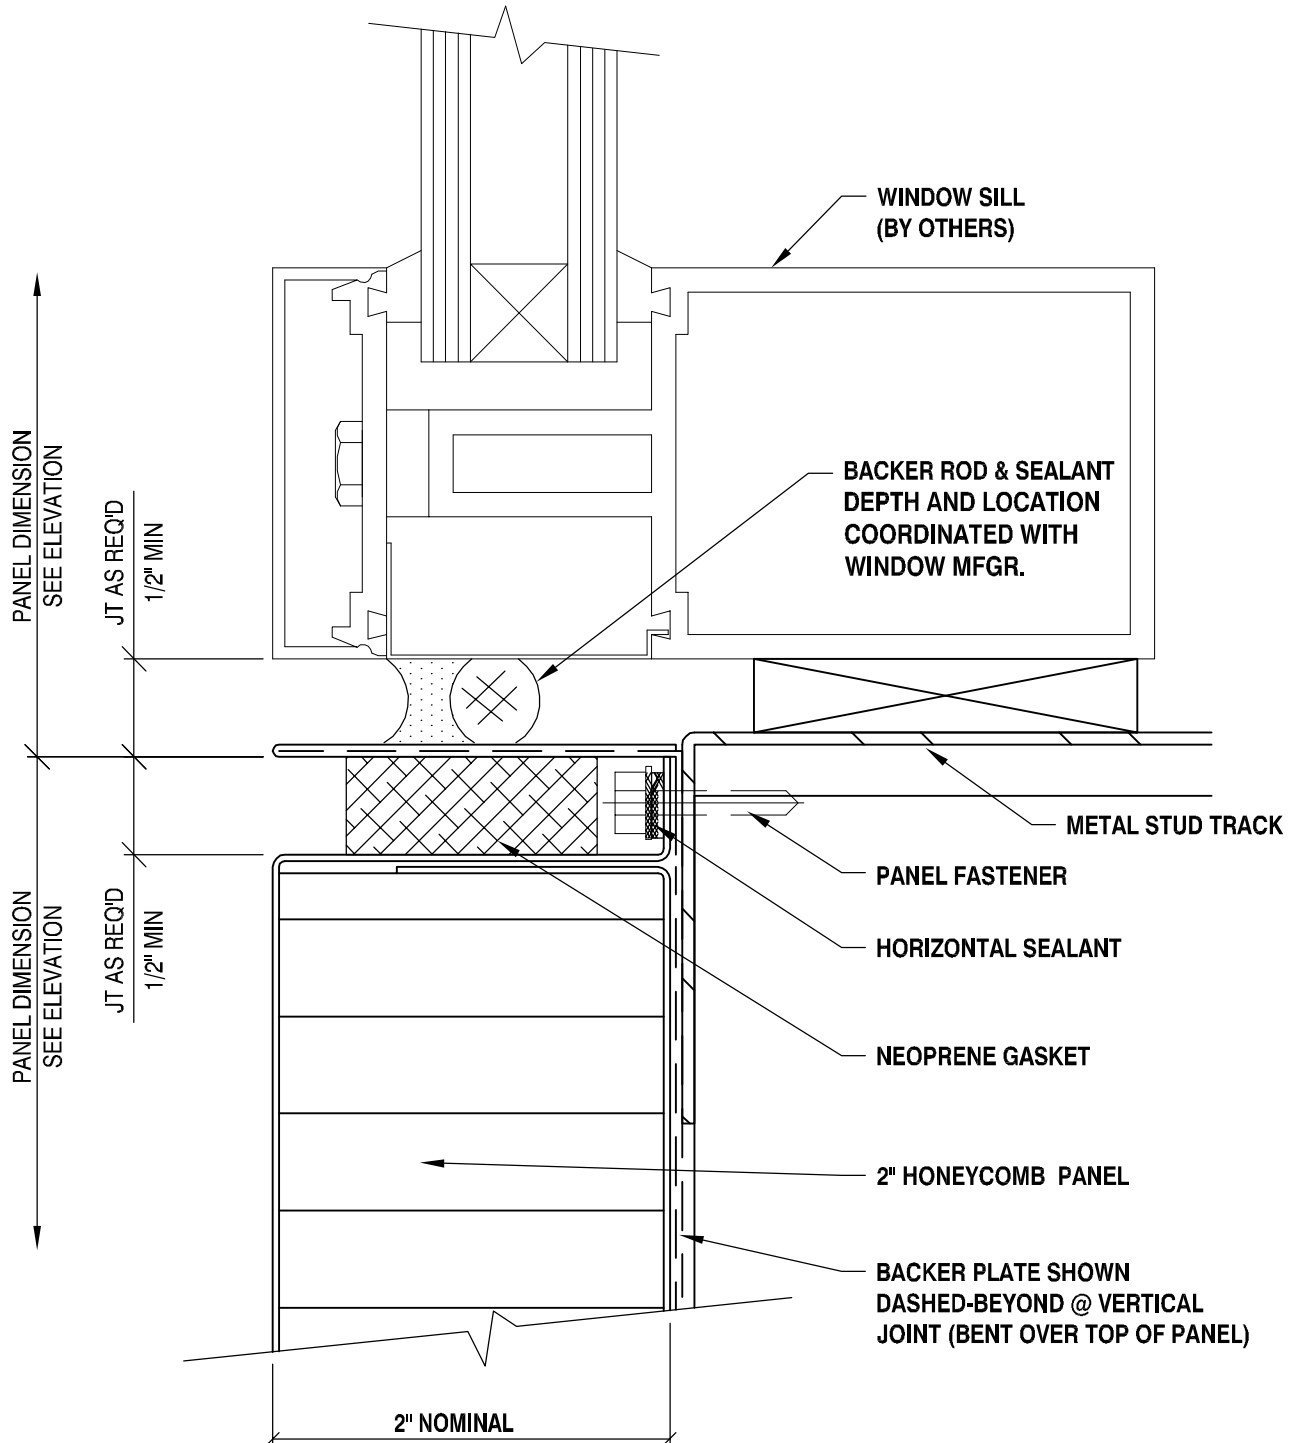 WINDOW SILL
(BY OTHERS)
PANEL DIMENSION
SEE ELEVATION
JT AS REQ'D
1/2" MIN
BACKER ROD & SEALANT
DEPTH AND LOCATION
COORDINATED WITH
WINDOW MFGR.
METAL STUD TRACK
PANEL FASTENER
HORIZONTAL SEALANT
PANEL DIMENSION
SEE ELEVATION
JT AS REQ'D
1/2" MIN
NEOPRENE GASKET
2" HONEYCOMB PANEL
BACKER PLATE SHOWN
DASHED-BEYOND @ VERTICAL
JOINT (BENT OVER TOP OF PANEL)
2" NOMINAL